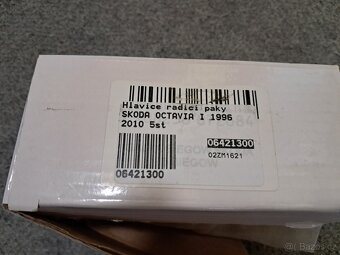 Hlavice radici paky
SKODA OCTAVIA I 1996
2010 5st
06421300
02ZM1621
06421300